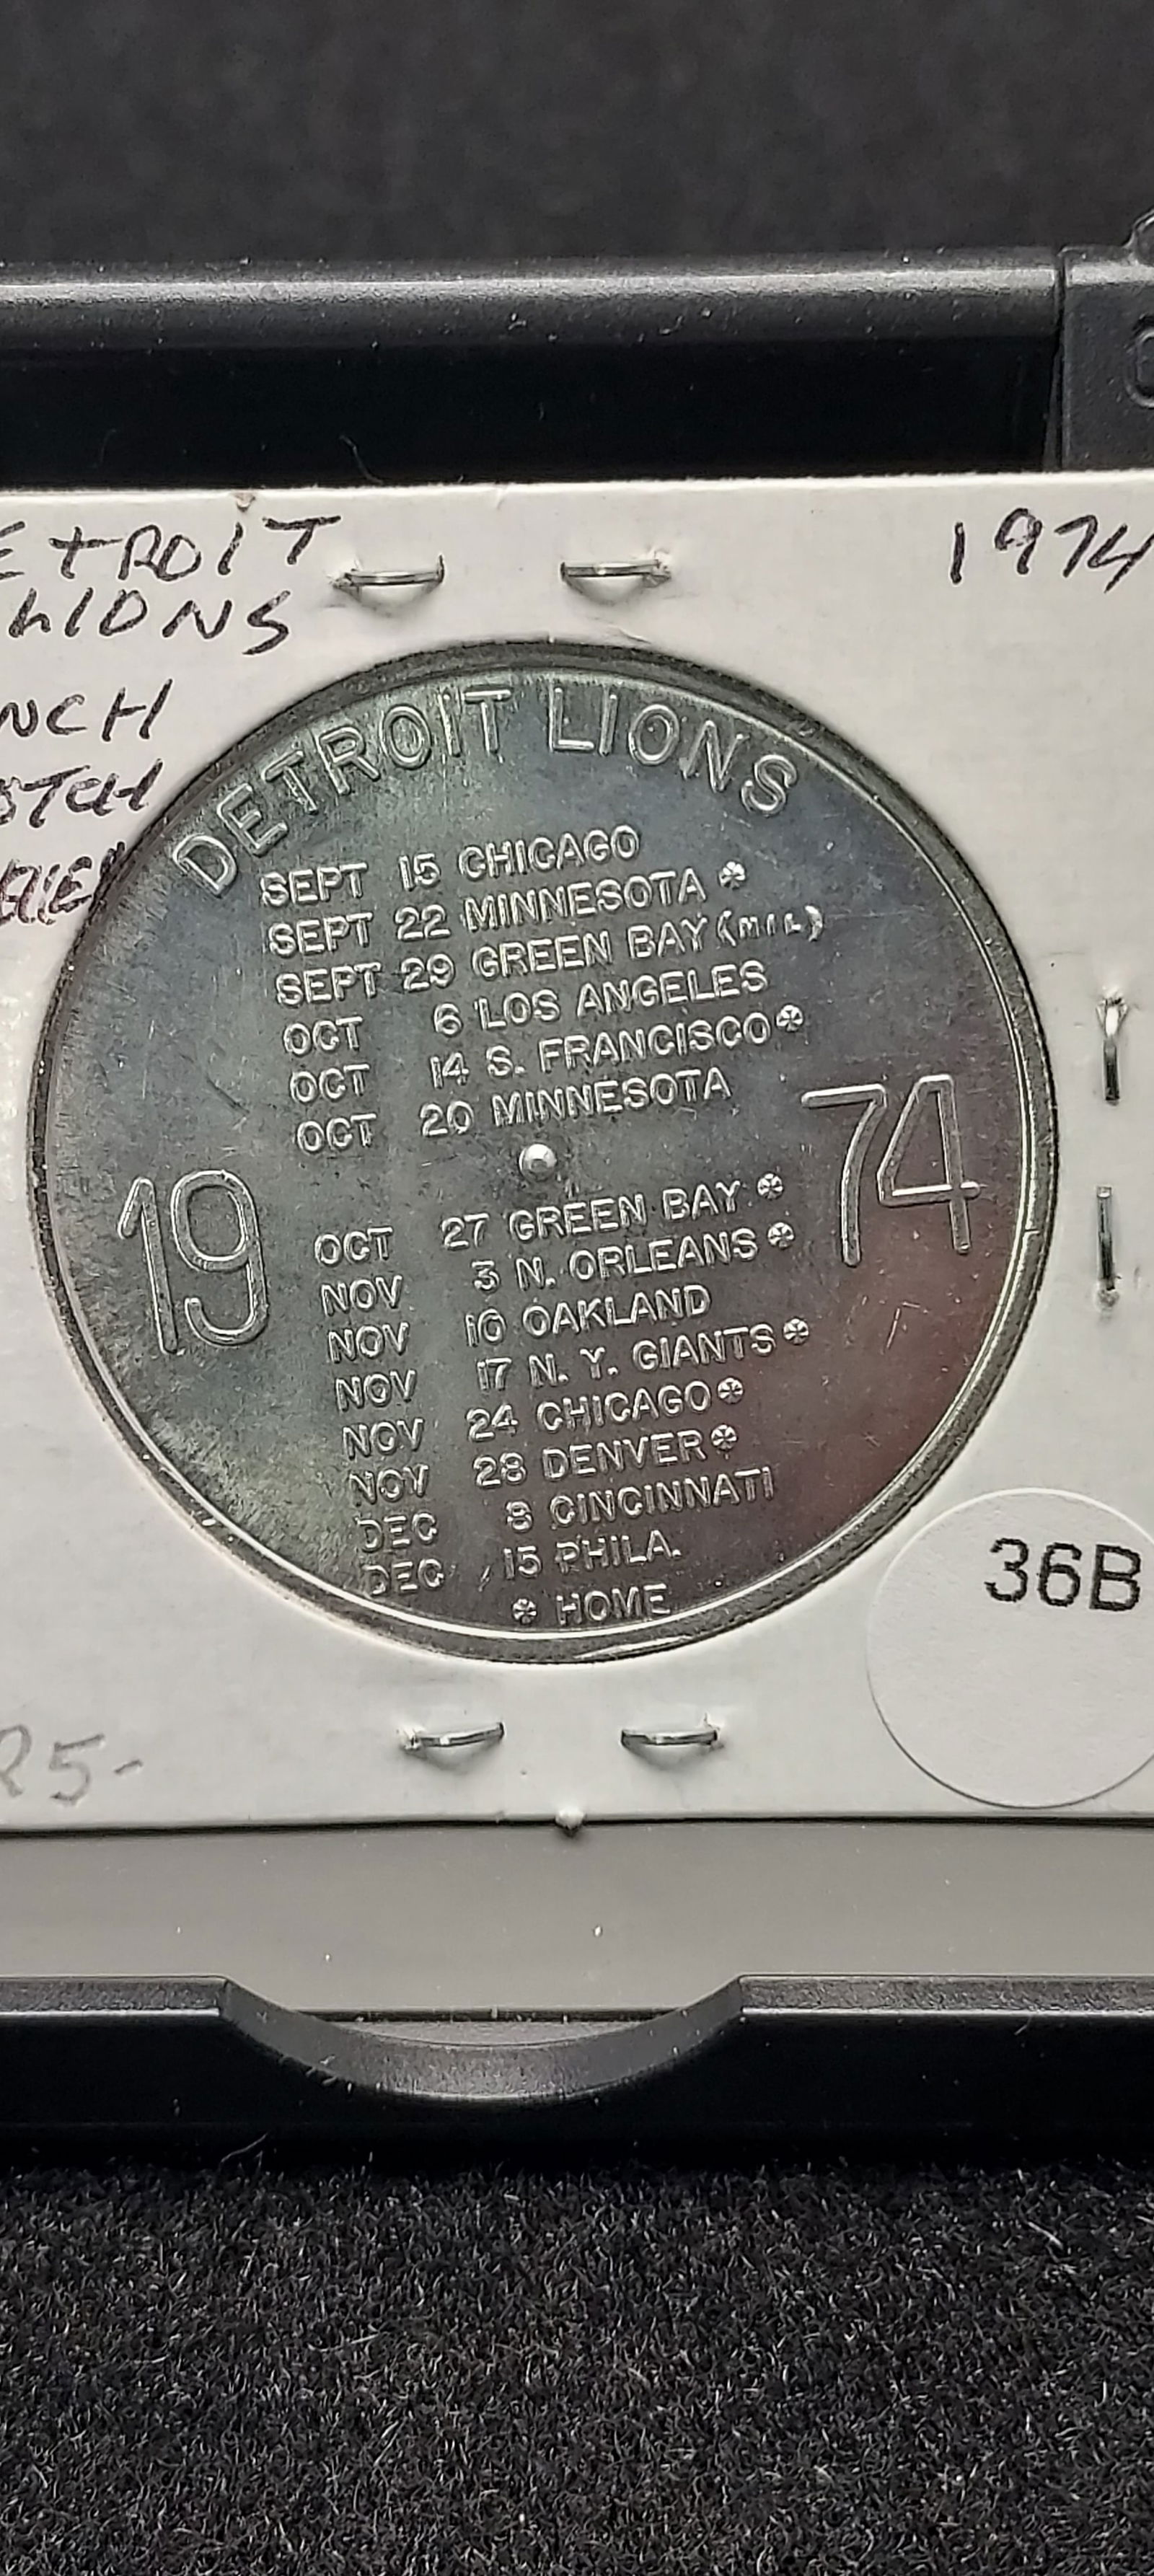 ETROIT
LIONS
NCH
OTCH
1974
DETROIT LIONS
SEPT 15 CHICAGO
SEPT 22 MINNESOTA *
SEPT 29 GREEN BAY (MIL)
OCT 6 LOS ANGELES
OCT 14 S. FRANCISCO *
OCT 20 MINNESOTA
19 74
OCT 27 GREEN BAY *
NOV 3 N. ORLEANS *
NOV 10 OAKLAND
NOV 17 N. Y. GIANTS *
NOV 24 CHICAGO *
NOV 28 DENVER *
DEC 8 CINCINNATI
DEC 15 PHILA.
* HOME
36B
25-